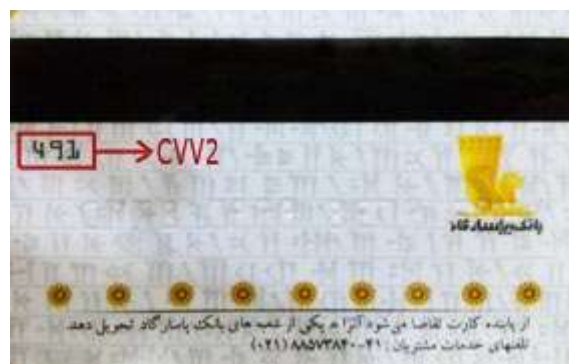 491 CVV2
بانک پاسارگاد
از یابنده کارت تقاضا می‌شود آنرا به یکی از شعبه های بانک پاسارگاد تحویل دهد.
تلفنهای خدمات مشتریان: ۴۱-۸۸۵۷۳۸۴۰ (۰۲۱)